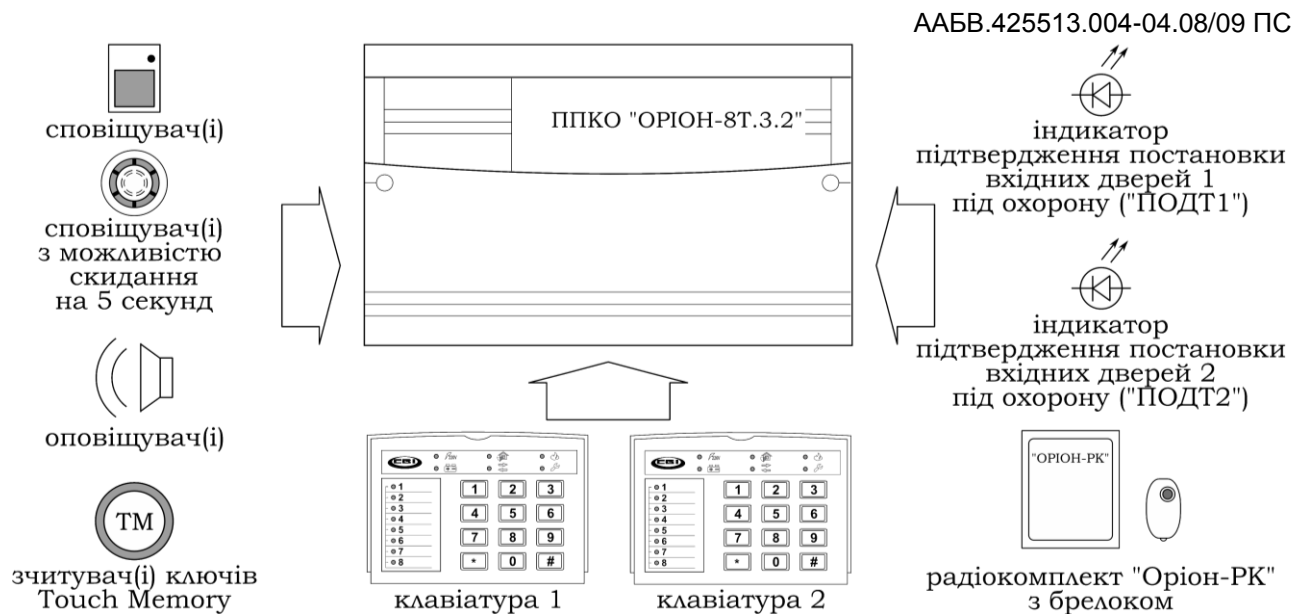 ААБВ.425513.004-04.08/09 ПС
сповіщувач(і)
сповіщувач(і)
з можливістю
скидання
на 5 секунд
оповіщувач(і)
TM
зчитувач(і) ключів
Touch Memory
ППКО "ОРІОН-8Т.3.2"
1
2
3
4
5
6
7
8
1 2 3
4 5 6
7 8 9
* 0 #
клавіатура 1
1
2
3
4
5
6
7
8
1 2 3
4 5 6
7 8 9
* 0 #
клавіатура 2
індикатор
підтвердження постановки
вхідних дверей 1
під охорону ("ПОДТ1")
індикатор
підтвердження постановки
вхідних дверей 2
під охорону ("ПОДТ2")
"ОРІОН-РК"
радіокомплект "Оріон-РК"
з брелоком